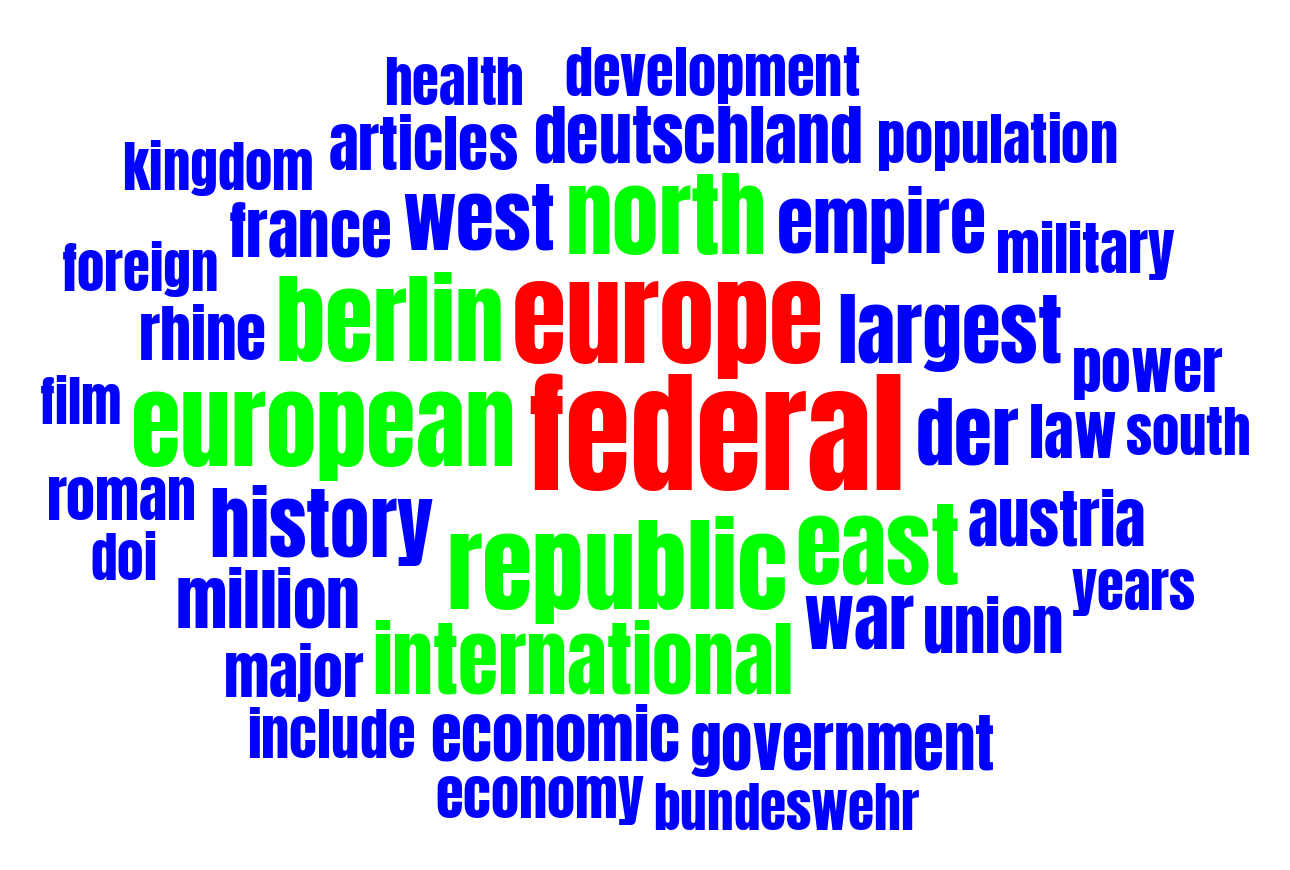 health development
articles deutschland population
kingdom
france west north empire military
foreign
rhine berlin europe largest
power
film european federal der law south
roman history republic east austria
doi
million war union years
major international
include economic government
economy bundeswehr